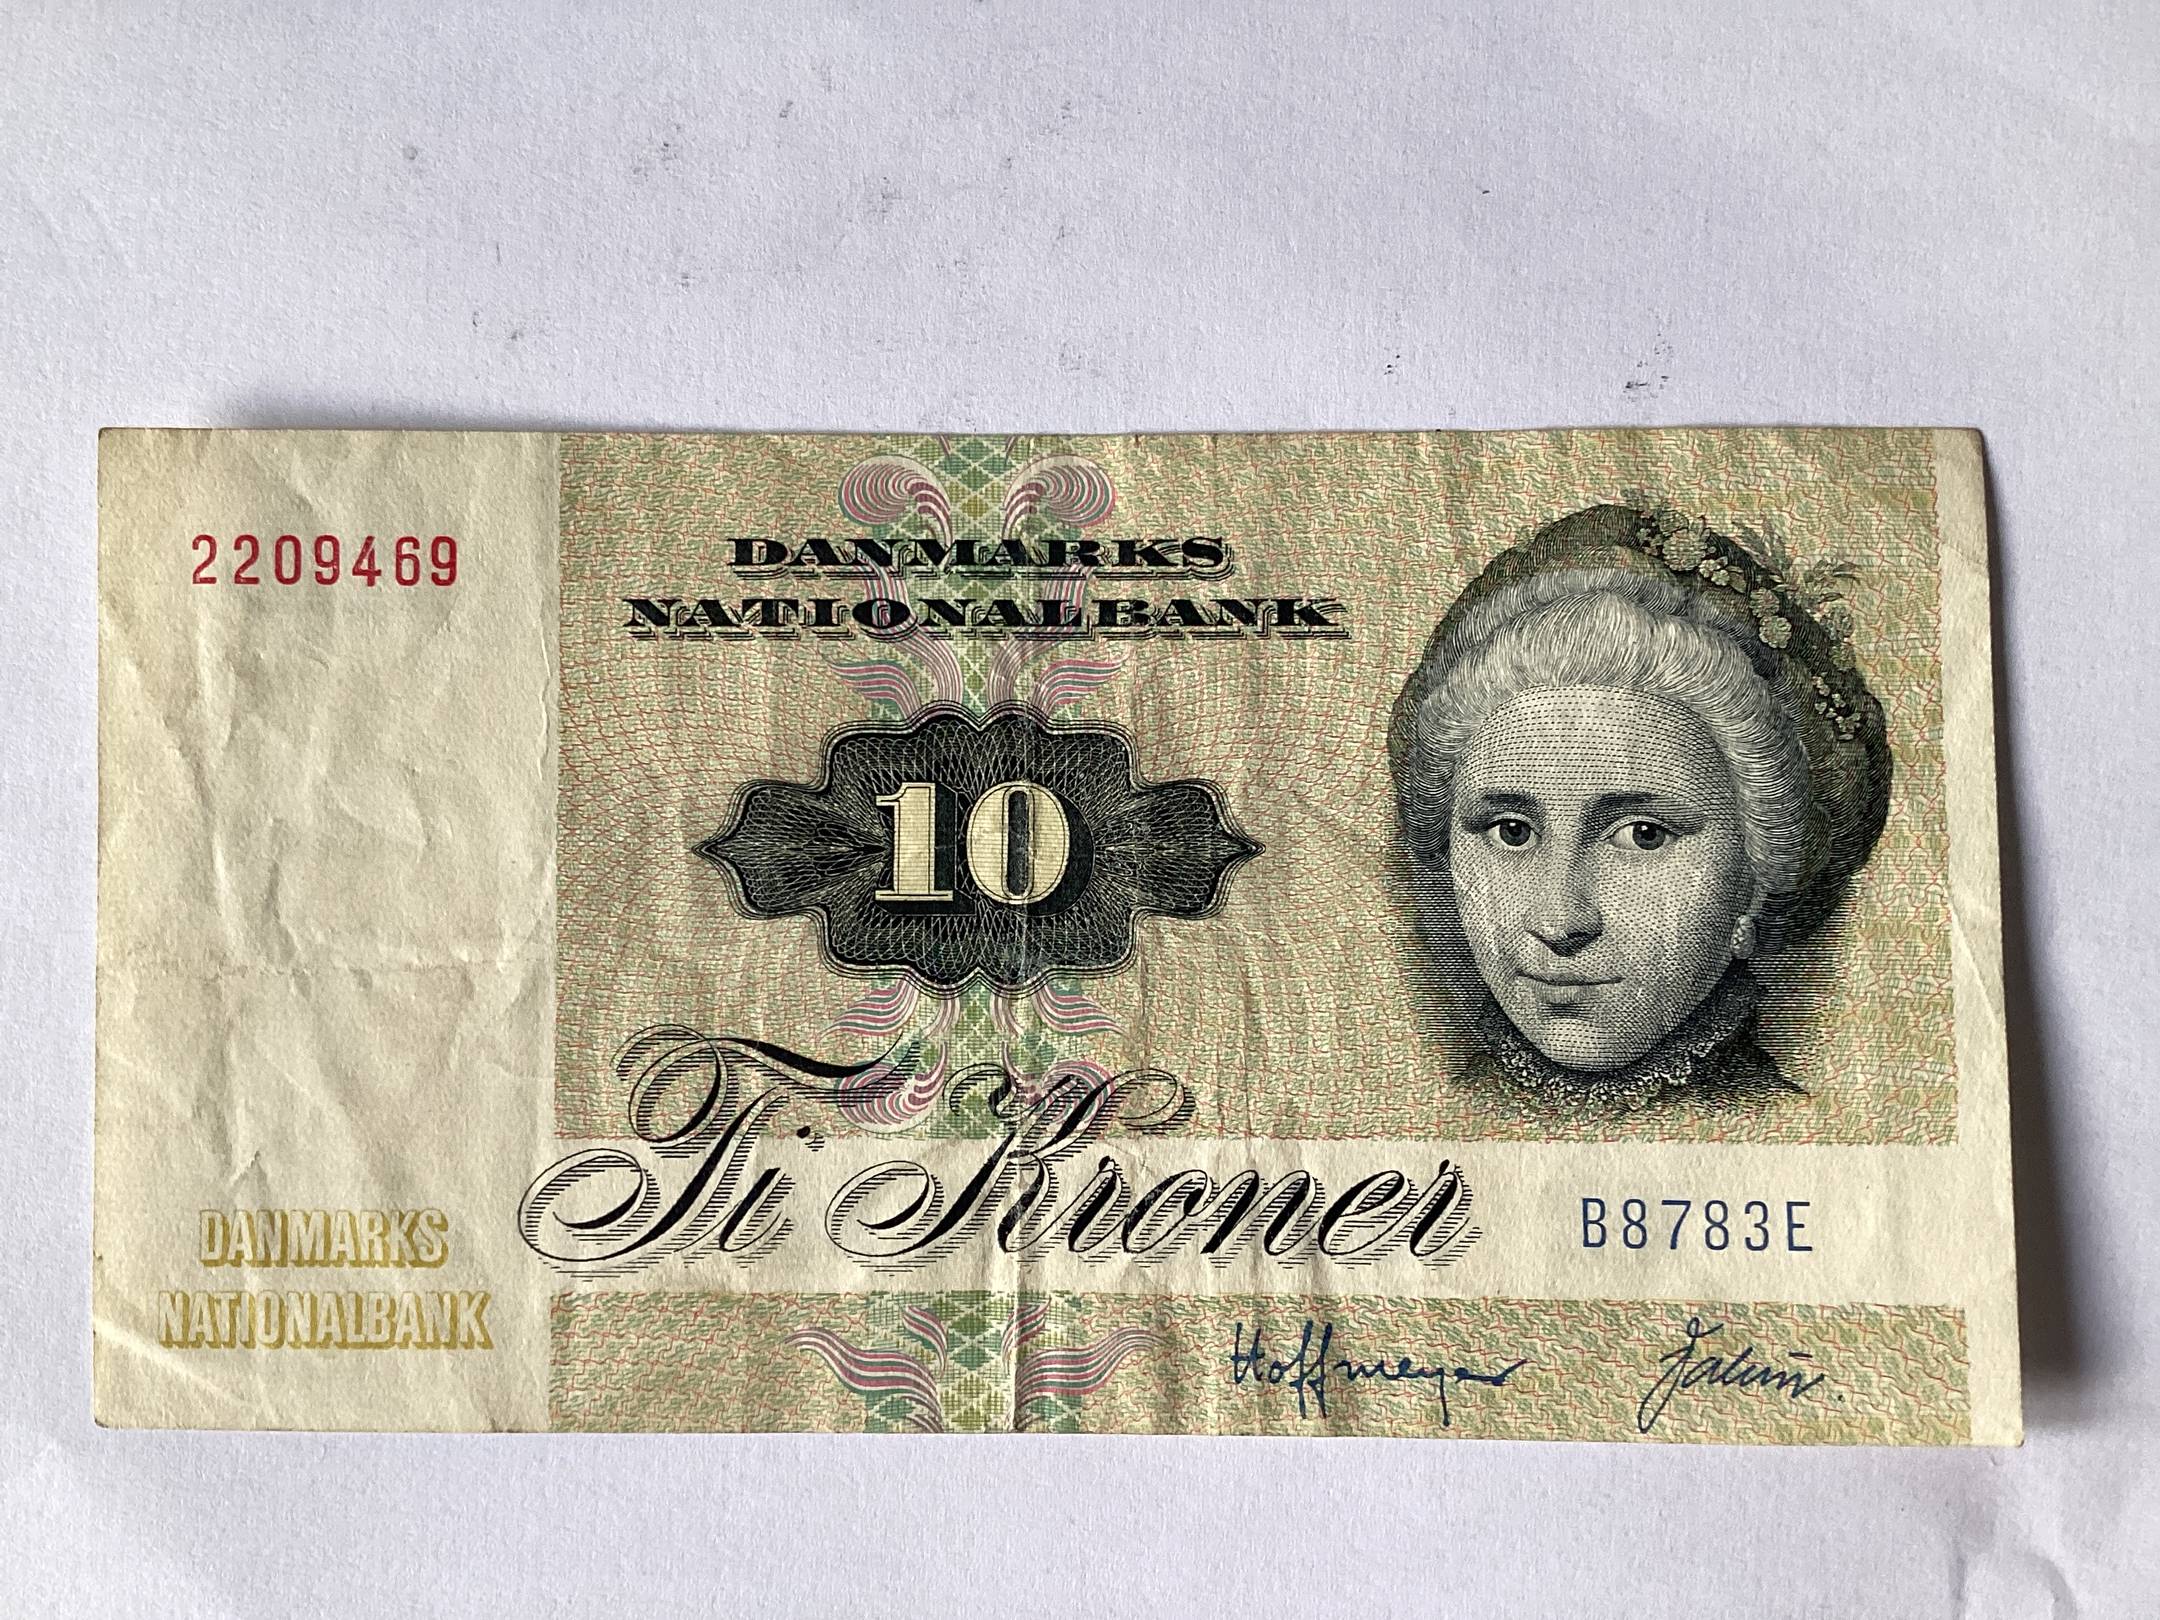 2209469
DANMARKS
NATIONALBANK
10
Ti Kroner
B8783E
DANMARKS
NATIONALBANK
Hoffmeyer